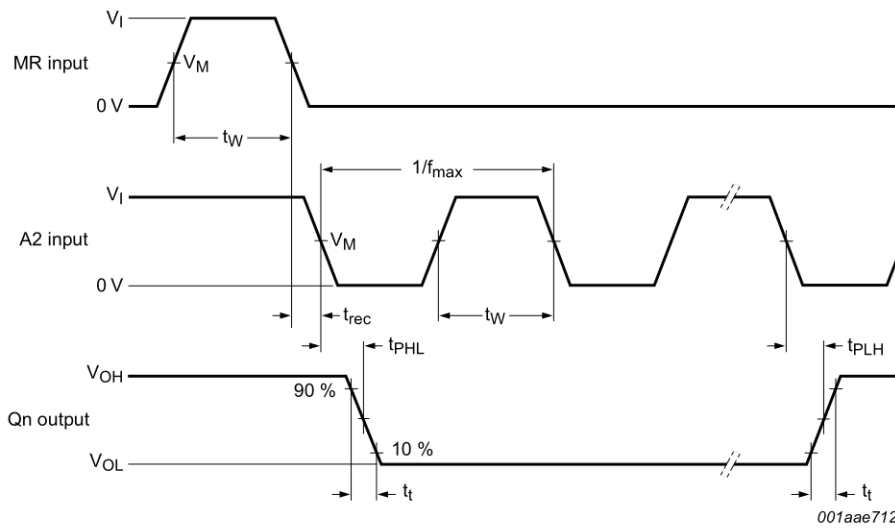 V_I
MR input
V_M
0 V
t_W
1/f_max
V_I
A2 input
V_M
0 V
t_rec
t_W
t_PHL
t_PLH
V_OH
90 %
Qn output
10 %
V_OL
t_t
t_t
001aae712